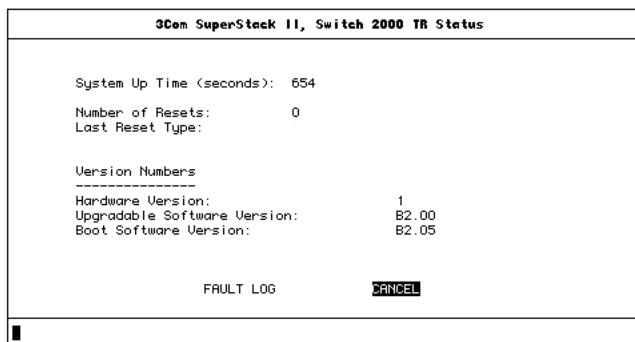 3Com SuperStack II, Switch 2000 TR Status
System Up Time (seconds): 654
Number of Resets: 0
Last Reset Type:
Version Numbers
---------------
Hardware Version: 1
Upgradable Software Version: B2.00
Boot Software Version: B2.05
FAULT LOG CANCEL